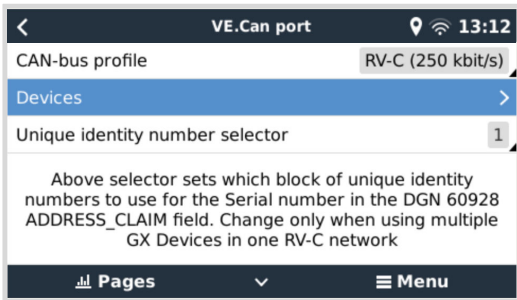 VE.Can port 13:12
CAN-bus profile RV-C (250 kbit/s)
Devices
Unique identity number selector 1
Above selector sets which block of unique identity
numbers to use for the Serial number in the DGN 60928
ADDRESS_CLAIM field. Change only when using multiple
GX Devices in one RV-C network
Pages Menu